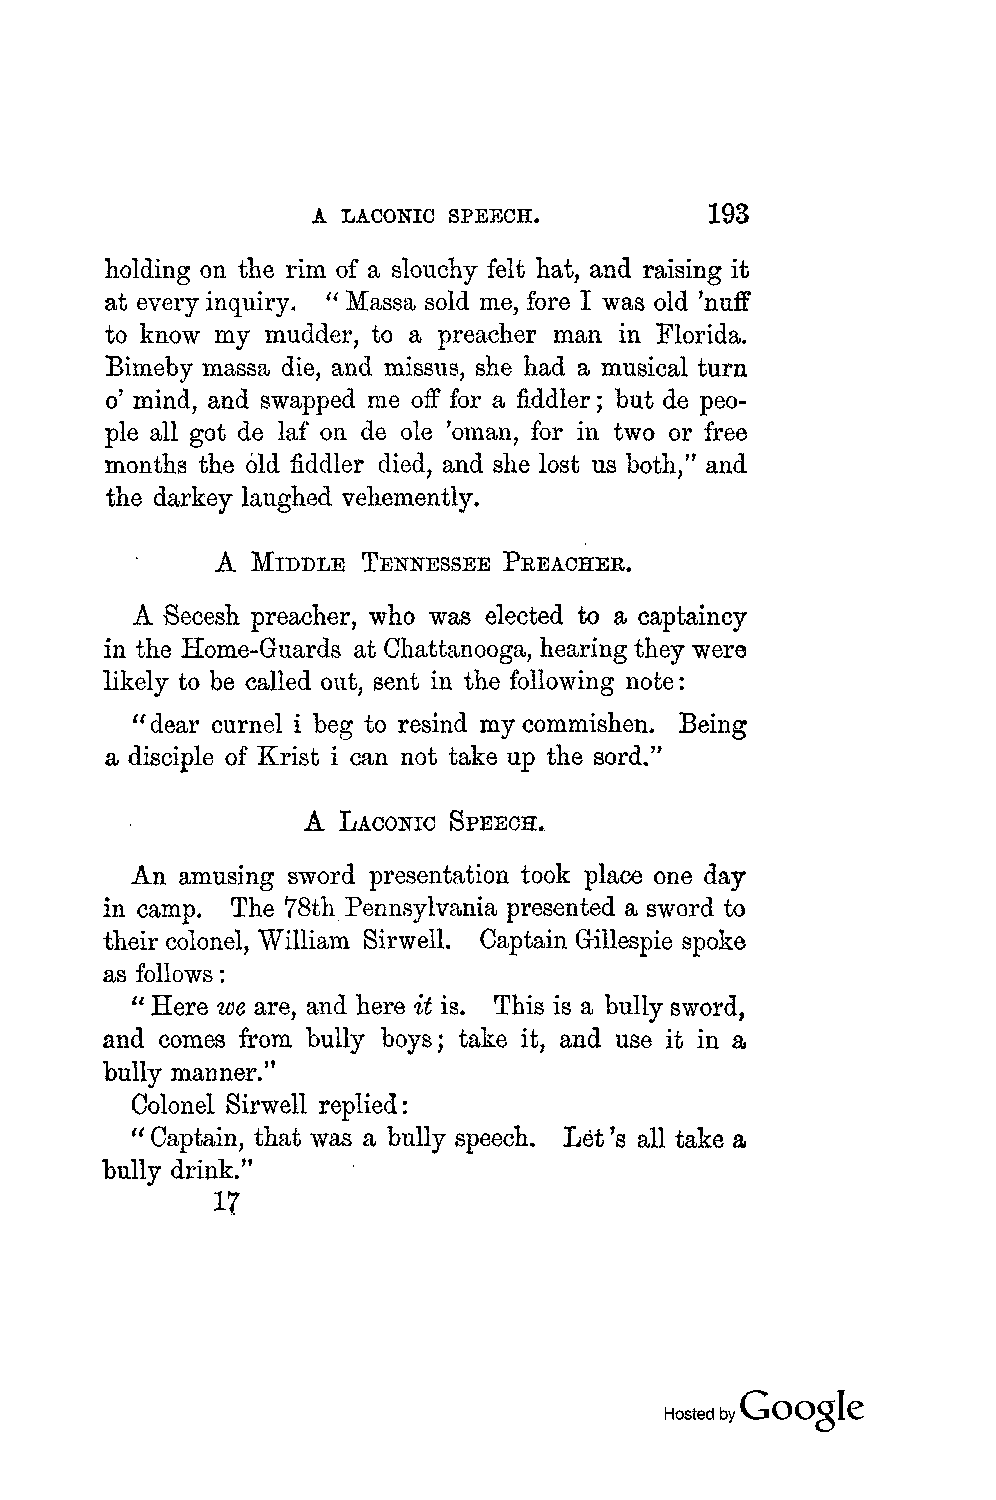 A LACONIC SPEECH. 193
holding on the rim of a slouchy felt hat, and raising it
at every inquiry. "Massa sold me, fore I was old 'nuff
to know my mudder, to a preacher man in Florida.
Bimeby massa die, and missus, she had a musical turn
o' mind, and swapped me off for a fiddler; but de peo-
ple all got de laf on de ole 'oman, for in two or free
months the old fiddler died, and she lost us both," and
the darkey laughed vehemently.
A MIDDLE TENNESSEE PREACHER.
A Secesh preacher, who was elected to a captaincy
in the Home-Guards at Chattanooga, hearing they were
likely to be called out, sent in the following note:
"dear curnel i beg to resind my commishen. Being
a disciple of Krist i can not take up the sord."
A LACONIC SPEECH.
An amusing sword presentation took place one day
in camp. The 78th Pennsylvania presented a sword to
their colonel, William Sirwell. Captain Gillespie spoke
as follows:
"Here we are, and here it is. This is a bully sword,
and comes from bully boys; take it, and use it in a
bully manner."
Colonel Sirwell replied:
"Captain, that was a bully speech. Let's all take a
bully drink."
17
Hosted by Google